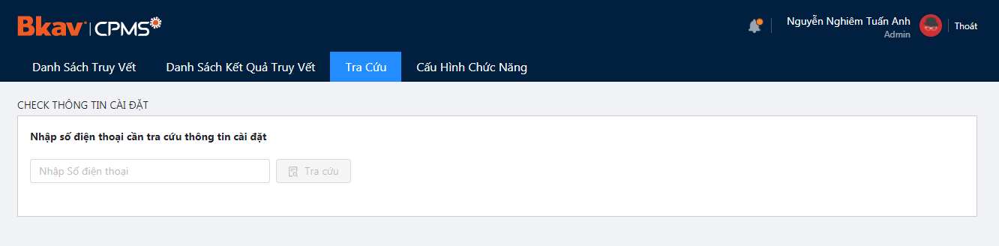 Bkav CPMS
Nguyễn Nghiêm Tuấn Anh
Admin
Thoát
Danh Sách Truy Vết
Danh Sách Kết Quả Truy Vết
Tra Cứu
Cấu Hình Chức Năng
CHECK THÔNG TIN CÀI ĐẶT
Nhập số điện thoại cần tra cứu thông tin cài đặt
Nhập Số điện thoại
Tra cứu